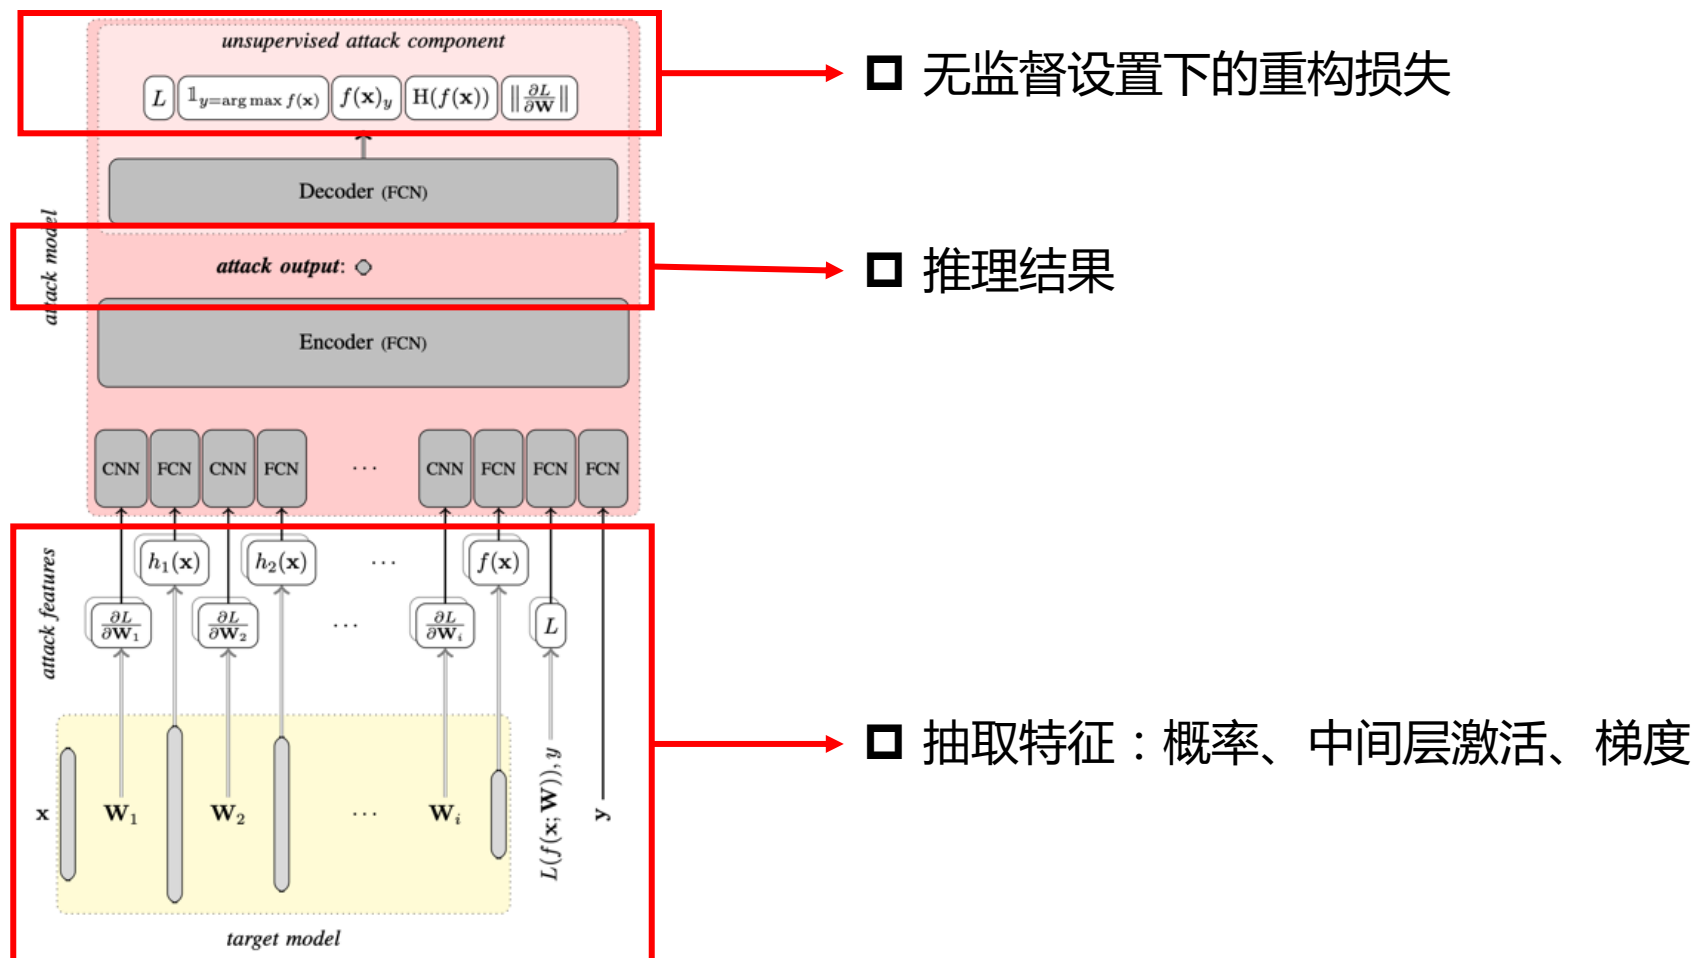 unsupervised attack component
L 𝟙_{y=arg max f(x)} f(x)_y H(f(x)) ‖∂L/∂W‖
Decoder (FCN)
attack model
attack output:
Encoder (FCN)
CNN FCN CNN FCN ... CNN FCN FCN FCN
attack features
h₁(x) h₂(x) ... f(x)
∂L/∂W₁ ∂L/∂W₂ ... ∂L/∂Wᵢ L
x W₁ W₂ ... Wᵢ L(f(x; W)), y y
target model
无监督设置下的重构损失
推理结果
抽取特征：概率、中间层激活、梯度